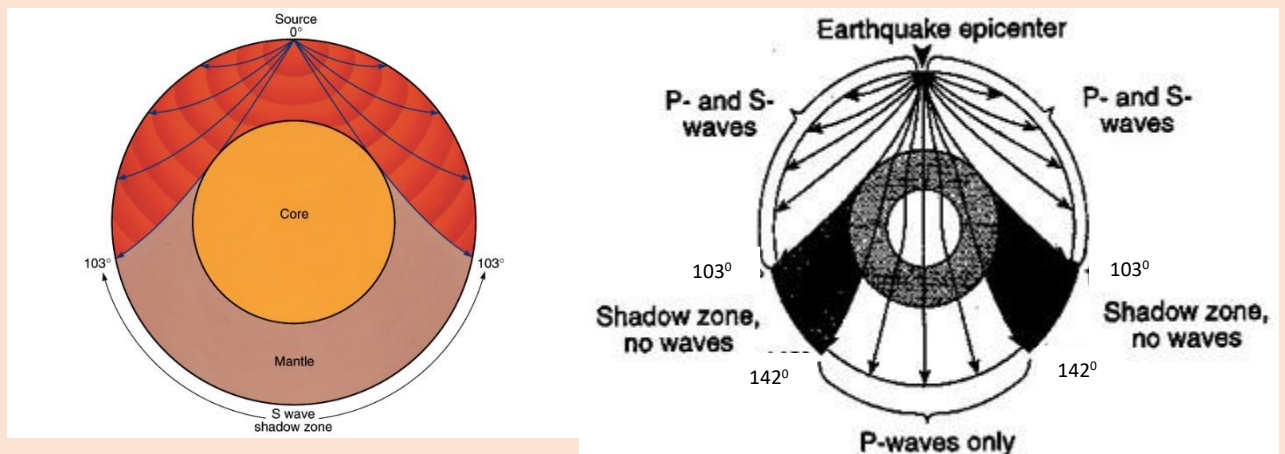 Source
0°
Core
103°
103°
Mantle
S wave
shadow zone
Earthquake epicenter
P- and S-
waves
P- and S-
waves
103⁰
103⁰
Shadow zone,
no waves
Shadow zone,
no waves
142⁰
142⁰
P-waves only